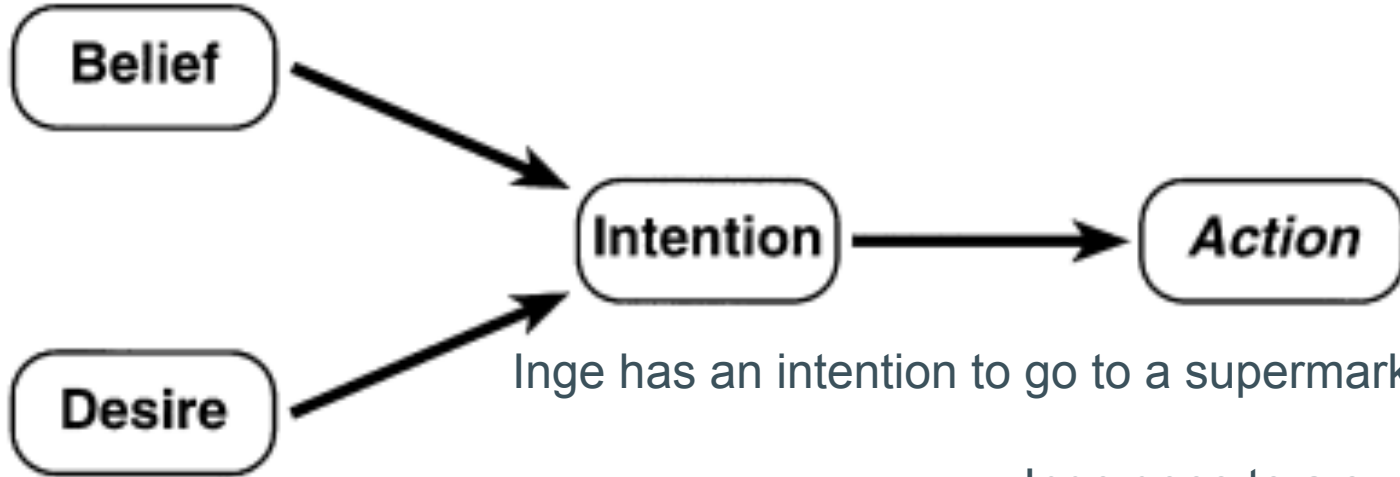 Belief
Intention
Action
Inge has an intention to go to a supermark
Desire